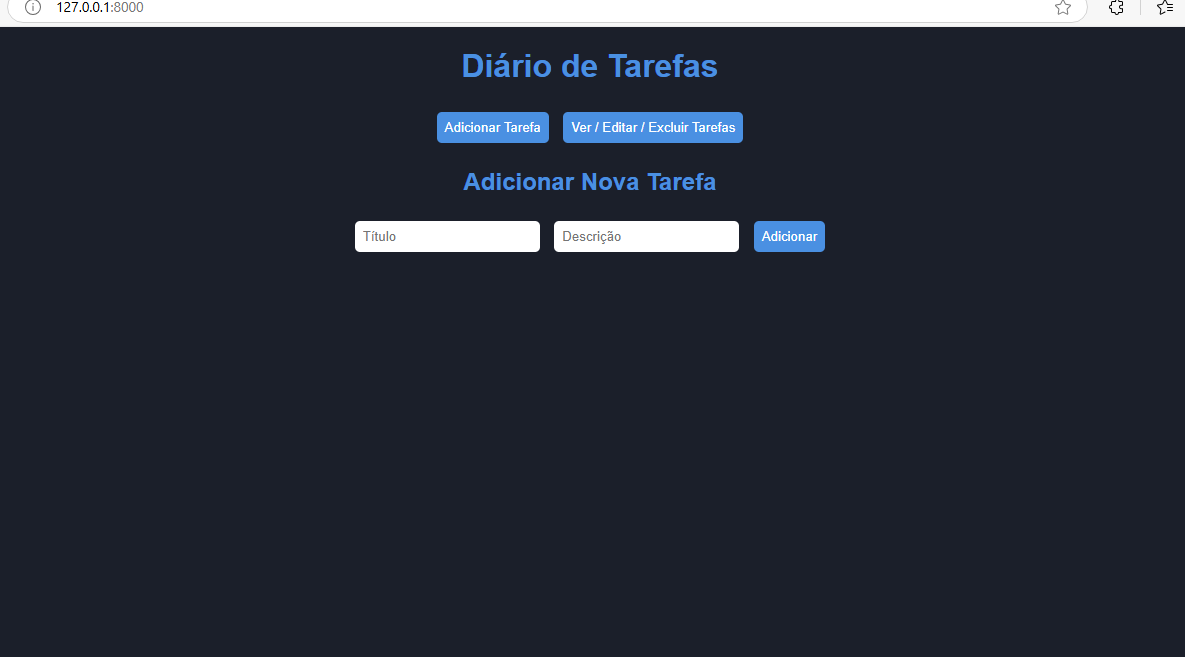 127.0.0.1:8000
Diário de Tarefas
Adicionar Tarefa Ver / Editar / Excluir Tarefas
Adicionar Nova Tarefa
Título Descrição Adicionar